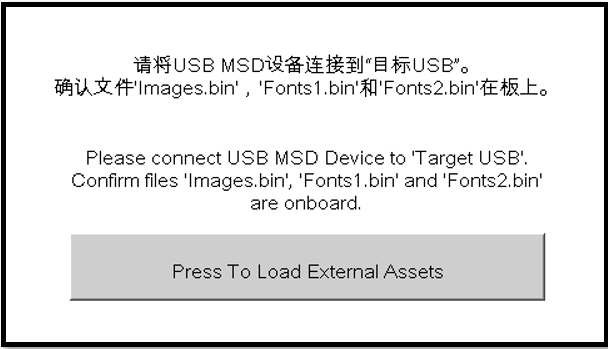 请将USB MSD设备连接到“目标USB”。
确认文件'Images.bin'，'Fonts1.bin'和'Fonts2.bin'在板上。
Please connect USB MSD Device to 'Target USB'.
Confirm files 'Images.bin', 'Fonts1.bin' and 'Fonts2.bin'
are onboard.
Press To Load External Assets